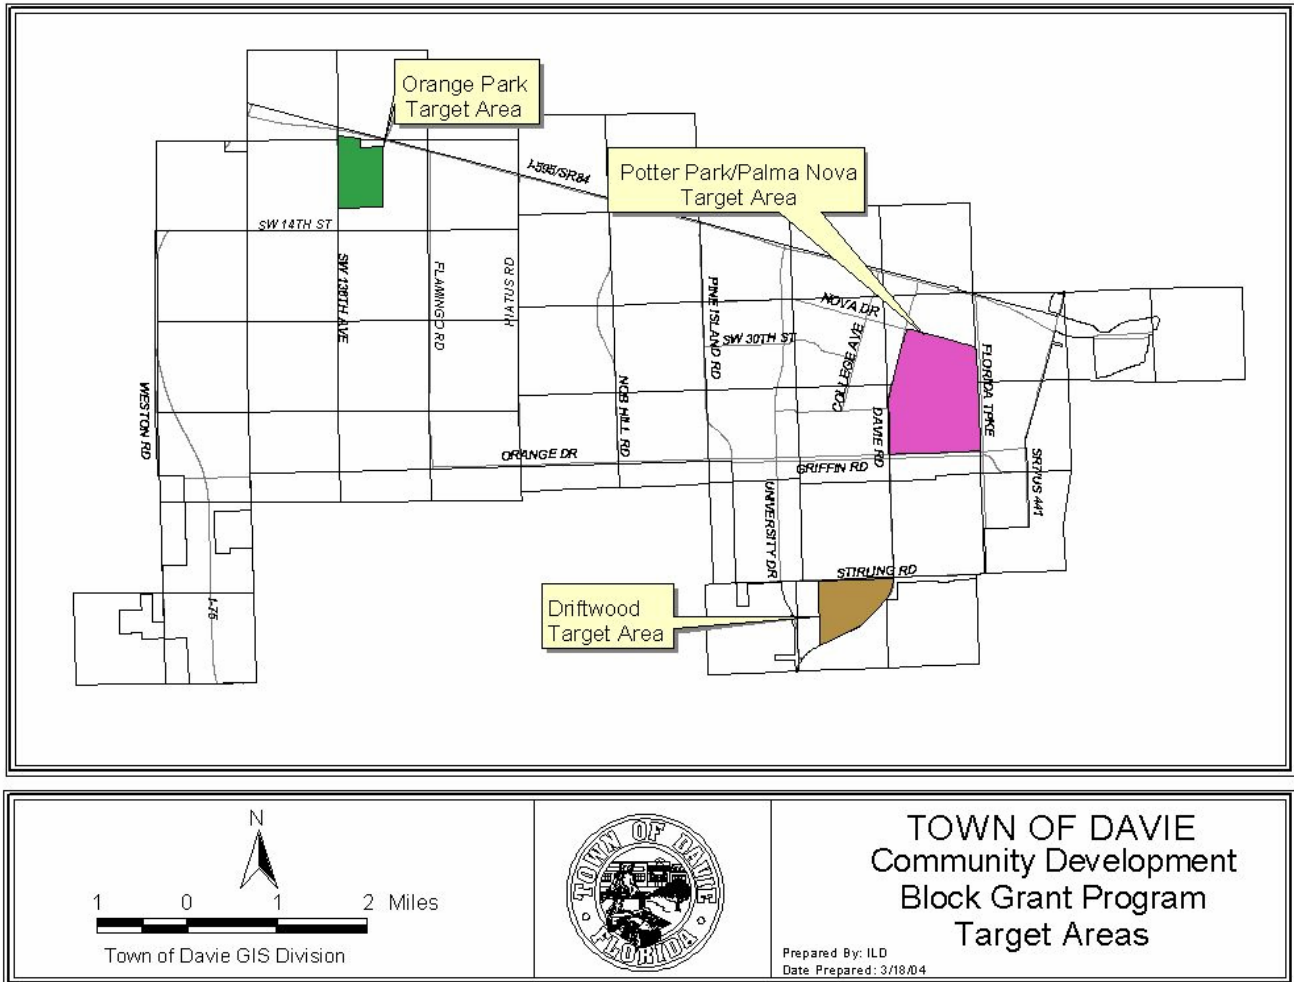 Orange Park
Target Area
I-595/SR84
Potter Park/Palma Nova
Target Area
SW 14TH ST
SW 136TH AVE
FLAMINGO RD
HIATUS RD
PINE ISLAND RD
NOVA DR
SW 30TH ST
COLLEGE AVE
FLORIDA TPKE
WESTON RD
NOB HILL RD
DAVIE RD
ORANGE DR
GRIFFIN RD
SR7/US 441
UNIVERSITY DR
STIRLING RD
I-75
Driftwood
Target Area
N
1 0 1 2 Miles
Town of Davie GIS Division
TOWN OF DAVIE
FLORIDA
TOWN OF DAVIE
Community Development
Block Grant Program
Target Areas
Prepared By: ILD
Date Prepared: 3/18/04